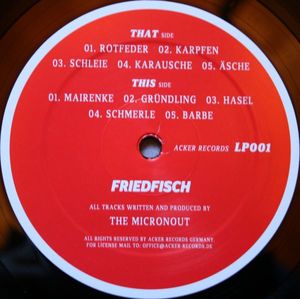 THAT SIDE
01. ROTFEDER 02. KARPFEN
03. SCHLEIE 04. KARAUSCHE 05. ÄSCHE
THIS SIDE
01. MAIRENKE 02. GRÜNDLING 03. HASEL
04. SCHMERLE 05. BARBE
ACKER RECORDS LP001
FRIEDFISCH
ALL TRACKS WRITTEN AND PRODUCED BY
THE MICRONOUT
ALL RIGHTS RESERVED BY ACKER RECORDS GERMANY.
FOR LICENSE MAIL TO: OFFICE@ACKER-RECORDS.DE